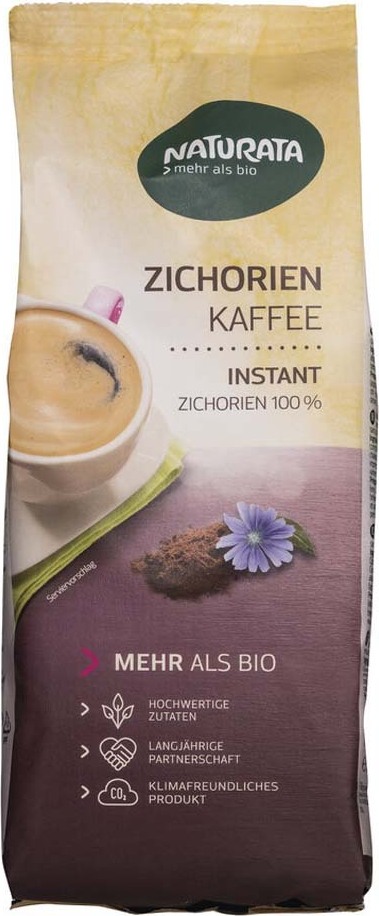 NATURATA
>mehr als bio
ZICHORIEN
KAFFEE
INSTANT
ZICHORIEN 100 %
Serviervorschlag
MEHR ALS BIO
HOCHWERTIGE
ZUTATEN
LANGJÄHRIGE
PARTNERSCHAFT
CO₂
KLIMAFREUNDLICHES
PRODUKT